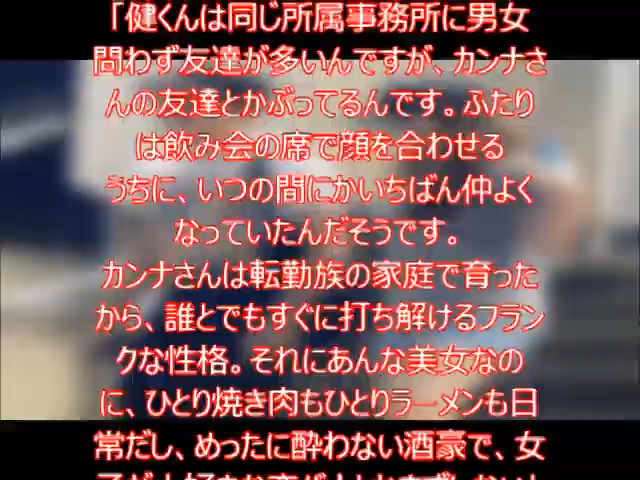 「健くんは同じ所属事務所に男女
問わず友達が多いんですが、カンナさ
んの友達とかぶってるんです。ふたり
は飲み会の席で顔を合わせる
うちに、いつの間にかいちばん仲よく
なっていたんだそうです。
カンナさんは転勤族の家庭で育った
から、誰とでもすぐに打ち解けるフラン
クな性格。それにあんな美女なの
に、ひとり焼き肉もひとりラーメンも日
常だし、めったに酔わない酒豪で、女